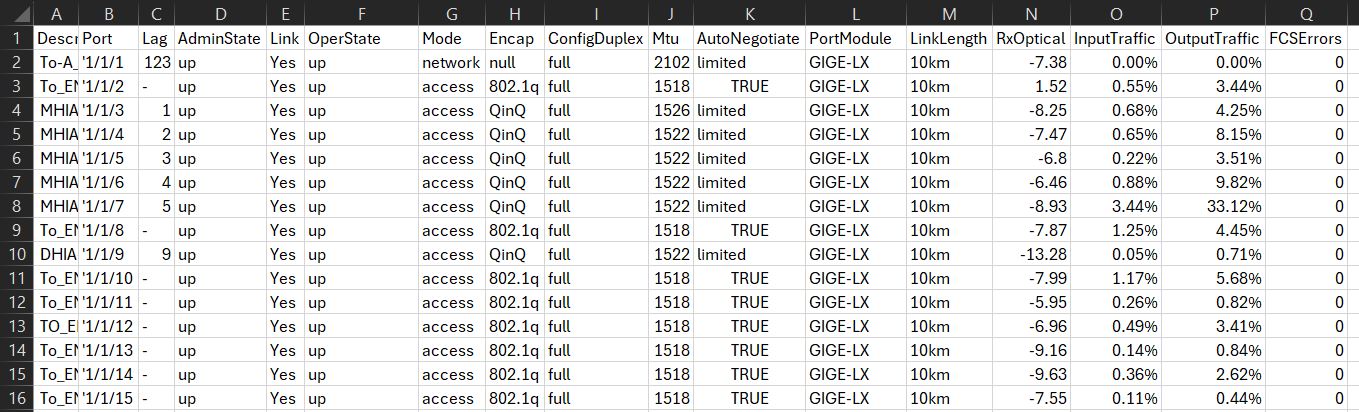 A B C D E F G H I J K L M N O P Q
1 Descr Port Lag AdminState Link OperState Mode Encap ConfigDuplex Mtu AutoNegotiate PortModule LinkLength RxOptical InputTraffic OutputTraffic FCSErrors
2 To-A_ '1/1/1 123 up Yes up network null full 2102 limited GIGE-LX 10km -7.38 0.00% 0.00% 0
3 To_EN '1/1/2 - up Yes up access 802.1q full 1518 TRUE GIGE-LX 10km 1.52 0.55% 3.44% 0
4 MHIA '1/1/3 1 up Yes up access QinQ full 1526 limited GIGE-LX 10km -8.25 0.68% 4.25% 0
5 MHIA '1/1/4 2 up Yes up access QinQ full 1522 limited GIGE-LX 10km -7.47 0.65% 8.15% 0
6 MHIA '1/1/5 3 up Yes up access QinQ full 1522 limited GIGE-LX 10km -6.8 0.22% 3.51% 0
7 MHIA '1/1/6 4 up Yes up access QinQ full 1522 limited GIGE-LX 10km -6.46 0.88% 9.82% 0
8 MHIA '1/1/7 5 up Yes up access QinQ full 1522 limited GIGE-LX 10km -8.93 3.44% 33.12% 0
9 To_EN '1/1/8 - up Yes up access 802.1q full 1518 TRUE GIGE-LX 10km -7.87 1.25% 4.45% 0
10 DHIA '1/1/9 9 up Yes up access QinQ full 1522 limited GIGE-LX 10km -13.28 0.05% 0.71% 0
11 To_EN '1/1/10 - up Yes up access 802.1q full 1518 TRUE GIGE-LX 10km -7.99 1.17% 5.68% 0
12 To_EN '1/1/11 - up Yes up access 802.1q full 1518 TRUE GIGE-LX 10km -5.95 0.26% 0.82% 0
13 TO_E '1/1/12 - up Yes up access 802.1q full 1518 TRUE GIGE-LX 10km -6.96 0.49% 3.41% 0
14 To_EN '1/1/13 - up Yes up access 802.1q full 1518 TRUE GIGE-LX 10km -9.16 0.14% 0.84% 0
15 To_EN '1/1/14 - up Yes up access 802.1q full 1518 TRUE GIGE-LX 10km -9.63 0.36% 2.62% 0
16 To_EN '1/1/15 - up Yes up access 802.1q full 1518 TRUE GIGE-LX 10km -7.55 0.11% 0.44% 0